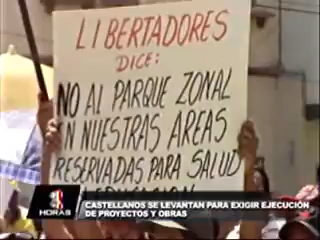 LIBERTADORES
DICE:
NO AL PARQUE ZONAL
EN NUESTRAS AREAS
RESERVADAS PARA SALUD
EDUCACION
HORAS
CASTELLANOS SE LEVANTAN PARA EXIGIR EJECUCIÓN
DE PROYECTOS Y OBRAS